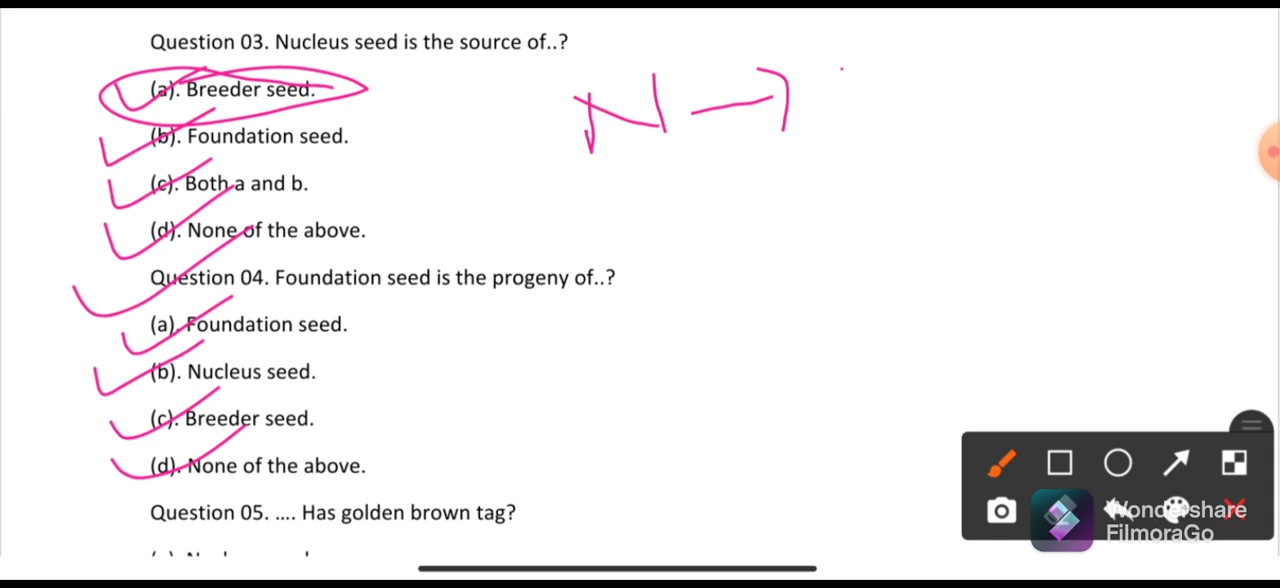 Question 03. Nucleus seed is the source of..?
(a). Breeder seed.
(b). Foundation seed.
(c). Both a and b.
(d). None of the above.
Question 04. Foundation seed is the progeny of..?
(a). Foundation seed.
(b). Nucleus seed.
(c). Breeder seed.
(d). None of the above.
Question 05. .... Has golden brown tag?
N
Wondershare
FilmoraGo